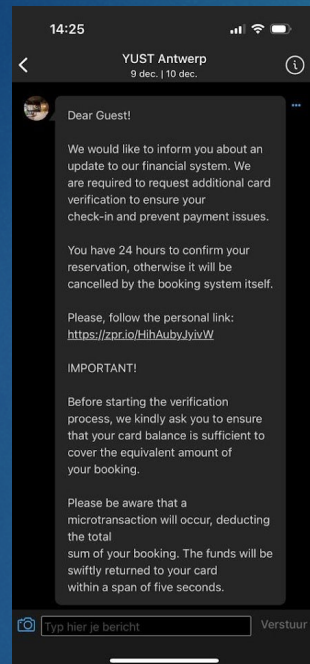 14:25
YUST Antwerp
9 dec. | 10 dec.
Dear Guest!
We would like to inform you about an
update to our financial system. We
are required to request additional card
verification to ensure your
check-in and prevent payment issues.
You have 24 hours to confirm your
reservation, otherwise it will be
cancelled by the booking system itself.
Please, follow the personal link:
https://zpr.io/HihAubyJyivW
IMPORTANT!
Before starting the verification
process, we kindly ask you to ensure
that your card balance is sufficient to
cover the equivalent amount of
your booking.
Please be aware that a
microtransaction will occur, deducting
the total
sum of your booking. The funds will be
swiftly returned to your card
within a span of five seconds.
Typ hier je bericht
Verstuur